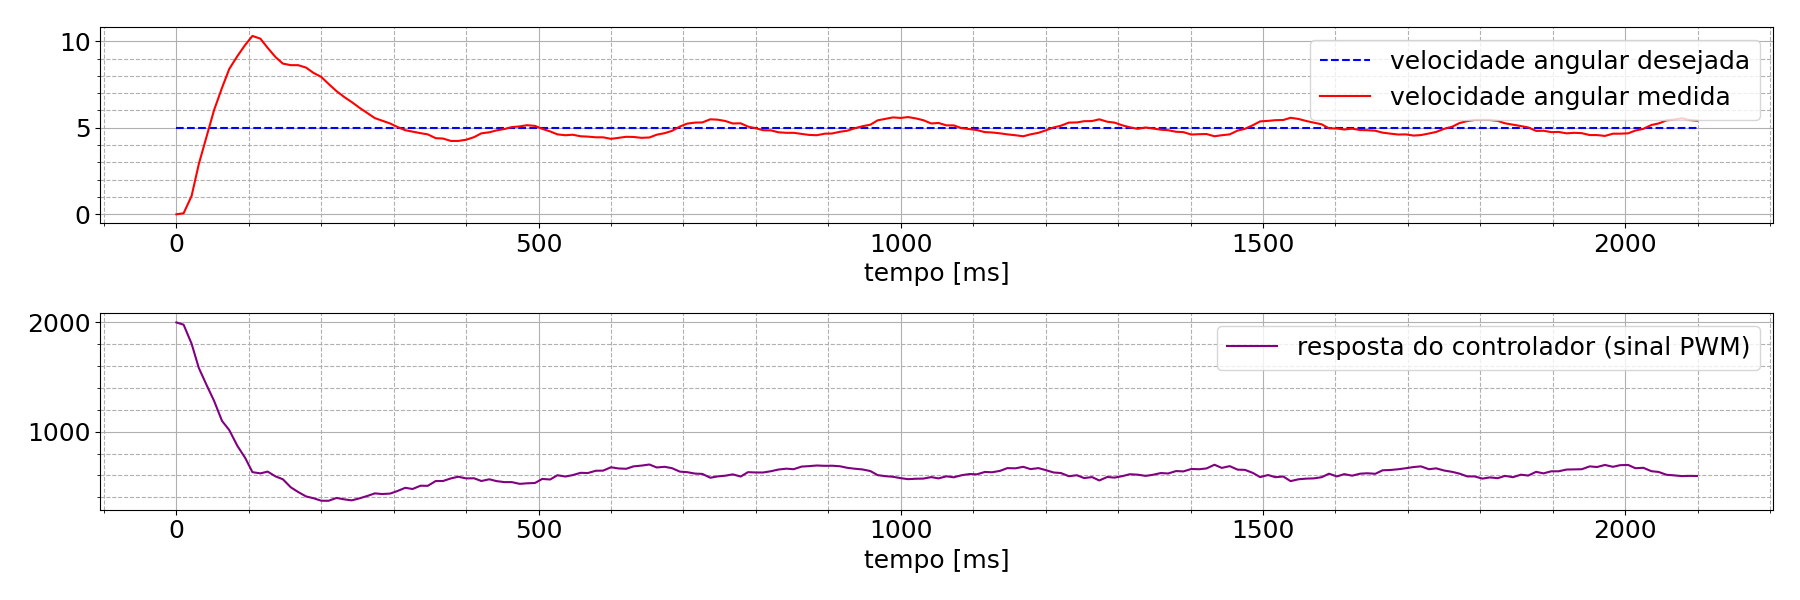 10
5
0
velocidade angular desejada
velocidade angular medida
0 500 1000 1500 2000
tempo [ms]
2000
1000
resposta do controlador (sinal PWM)
0 500 1000 1500 2000
tempo [ms]